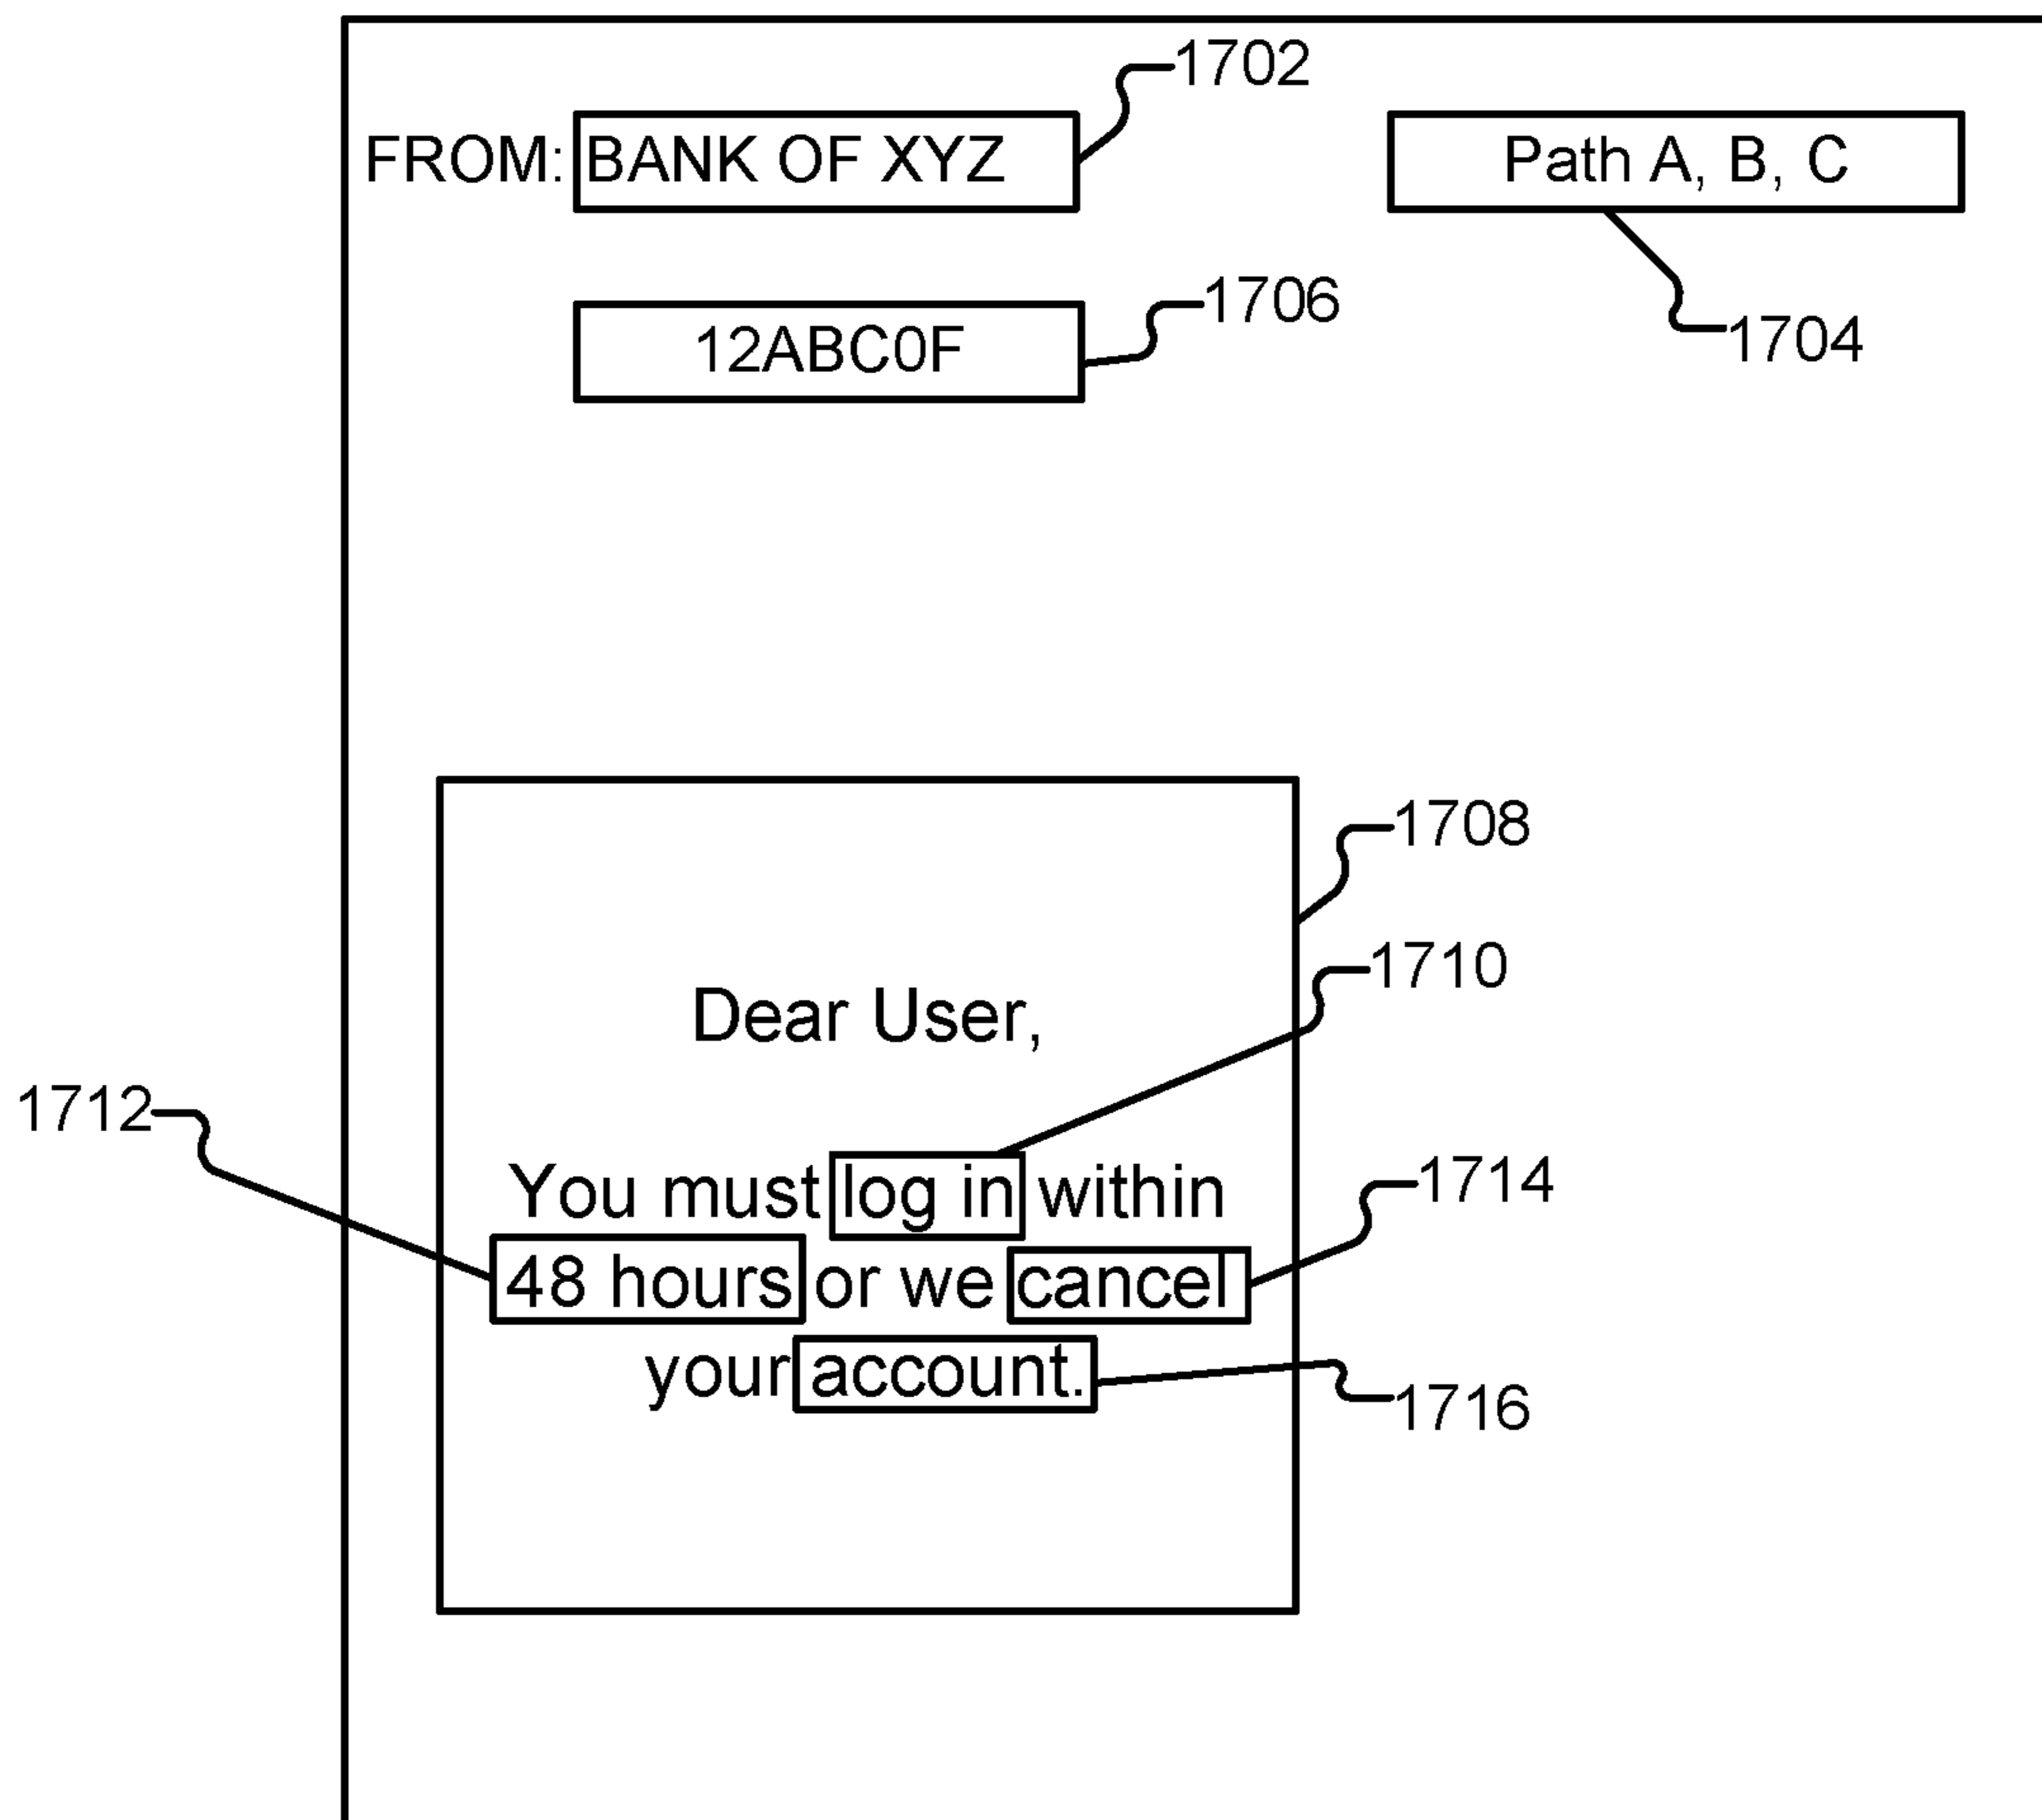 1702
FROM: BANK OF XYZ
Path A, B, C
1706
12ABC0F
1704
1708
1710
Dear User,
1712
You must log in within
1714
48 hours or we cancel
your account.
1716